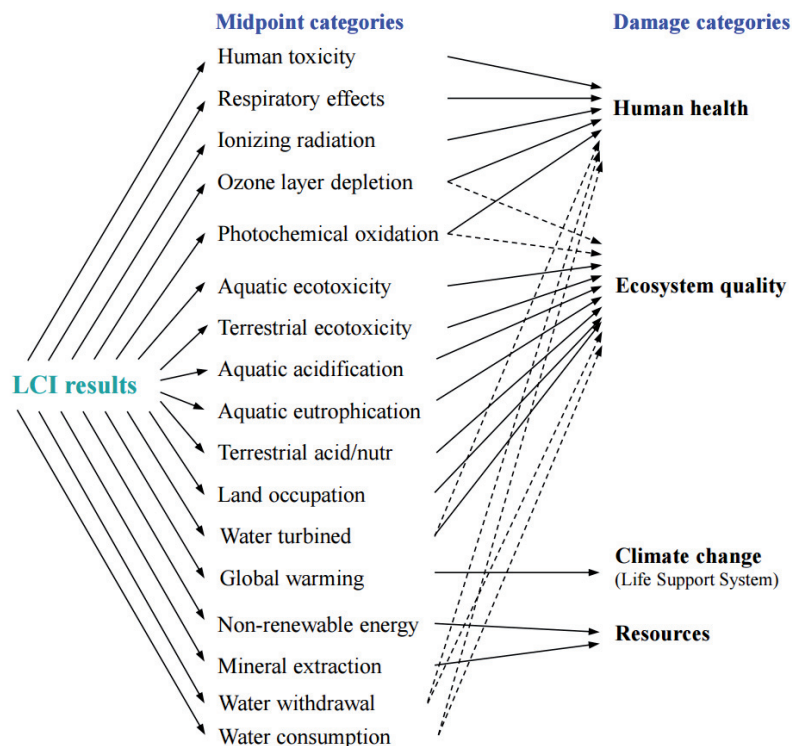 Midpoint categories
Damage categories
Human toxicity
Respiratory effects
Human health
Ionizing radiation
Ozone layer depletion
Photochemical oxidation
Aquatic ecotoxicity
Ecosystem quality
Terrestrial ecotoxicity
Aquatic acidification
LCI results
Aquatic eutrophication
Terrestrial acid/nutr
Land occupation
Water turbined
Climate change
(Life Support System)
Global warming
Non-renewable energy
Resources
Mineral extraction
Water withdrawal
Water consumption